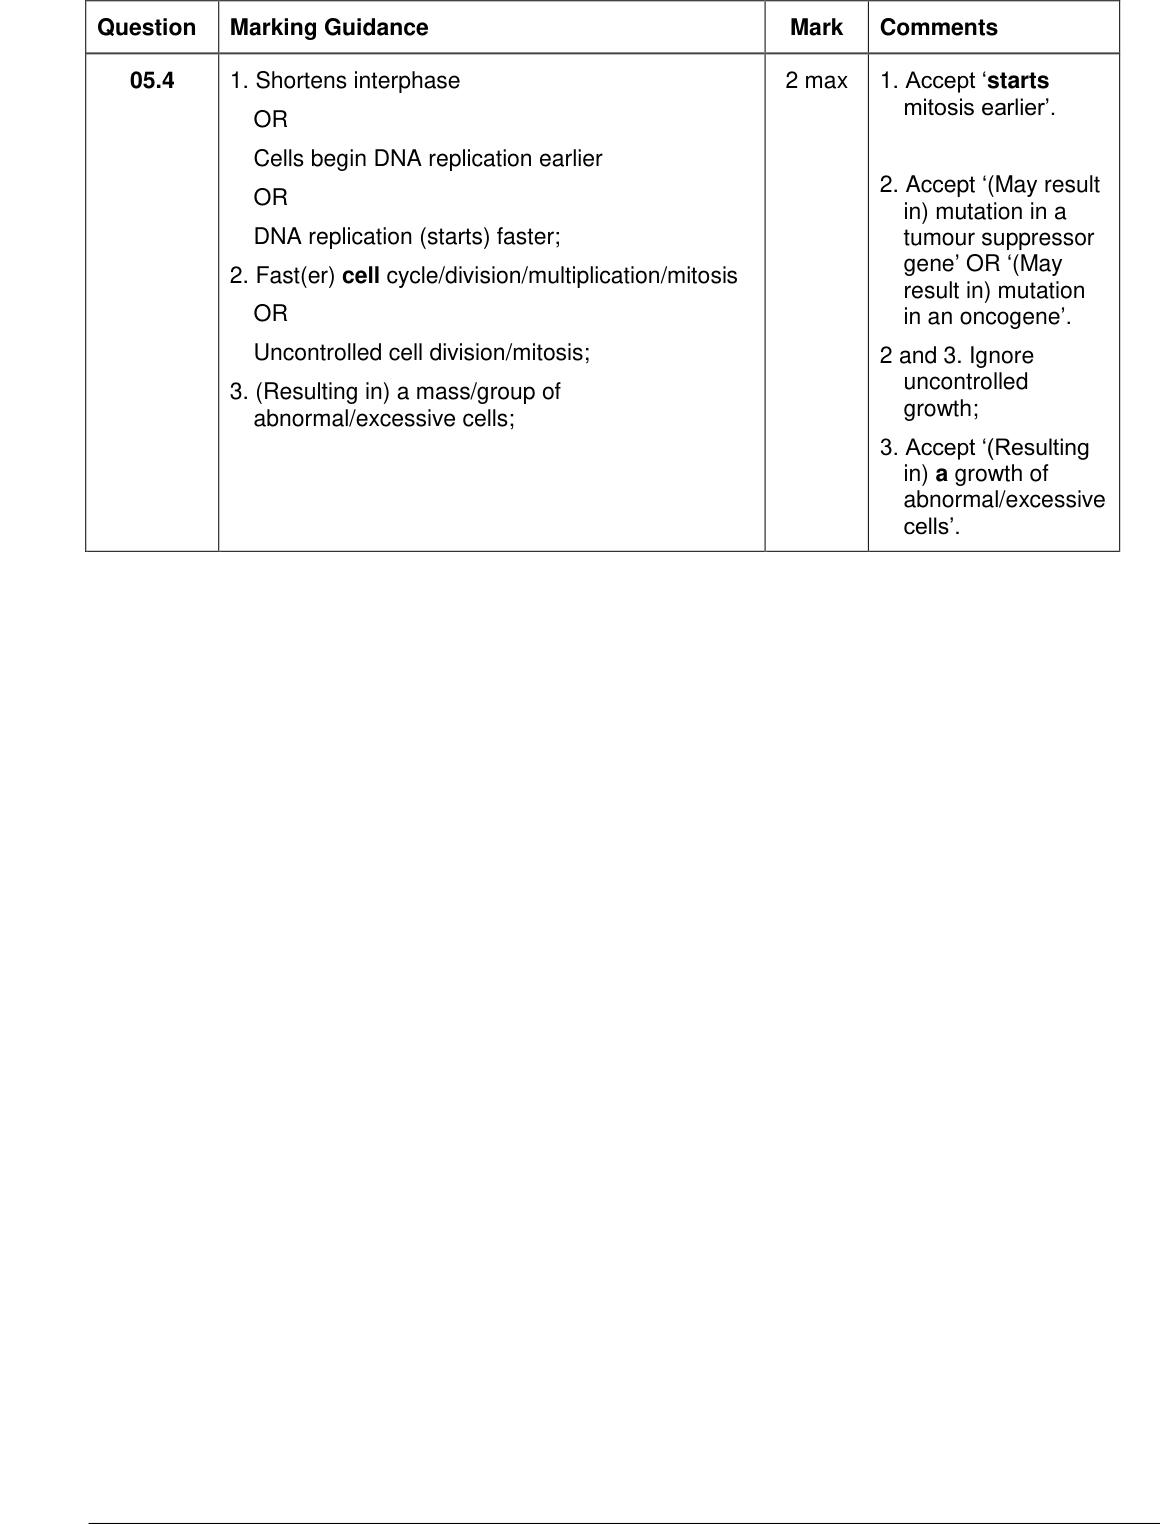 Question Marking Guidance Mark Comments
05.4
1. Shortens interphase
OR
Cells begin DNA replication earlier
OR
DNA replication (starts) faster;
2. Fast(er) cell cycle/division/multiplication/mitosis
OR
Uncontrolled cell division/mitosis;
3. (Resulting in) a mass/group of
abnormal/excessive cells;
2 max
1. Accept ‘starts
mitosis earlier’.
2. Accept ‘(May result
in) mutation in a
tumour suppressor
gene’ OR ‘(May
result in) mutation
in an oncogene’.
2 and 3. Ignore
uncontrolled
growth;
3. Accept ‘(Resulting
in) a growth of
abnormal/excessive
cells’.